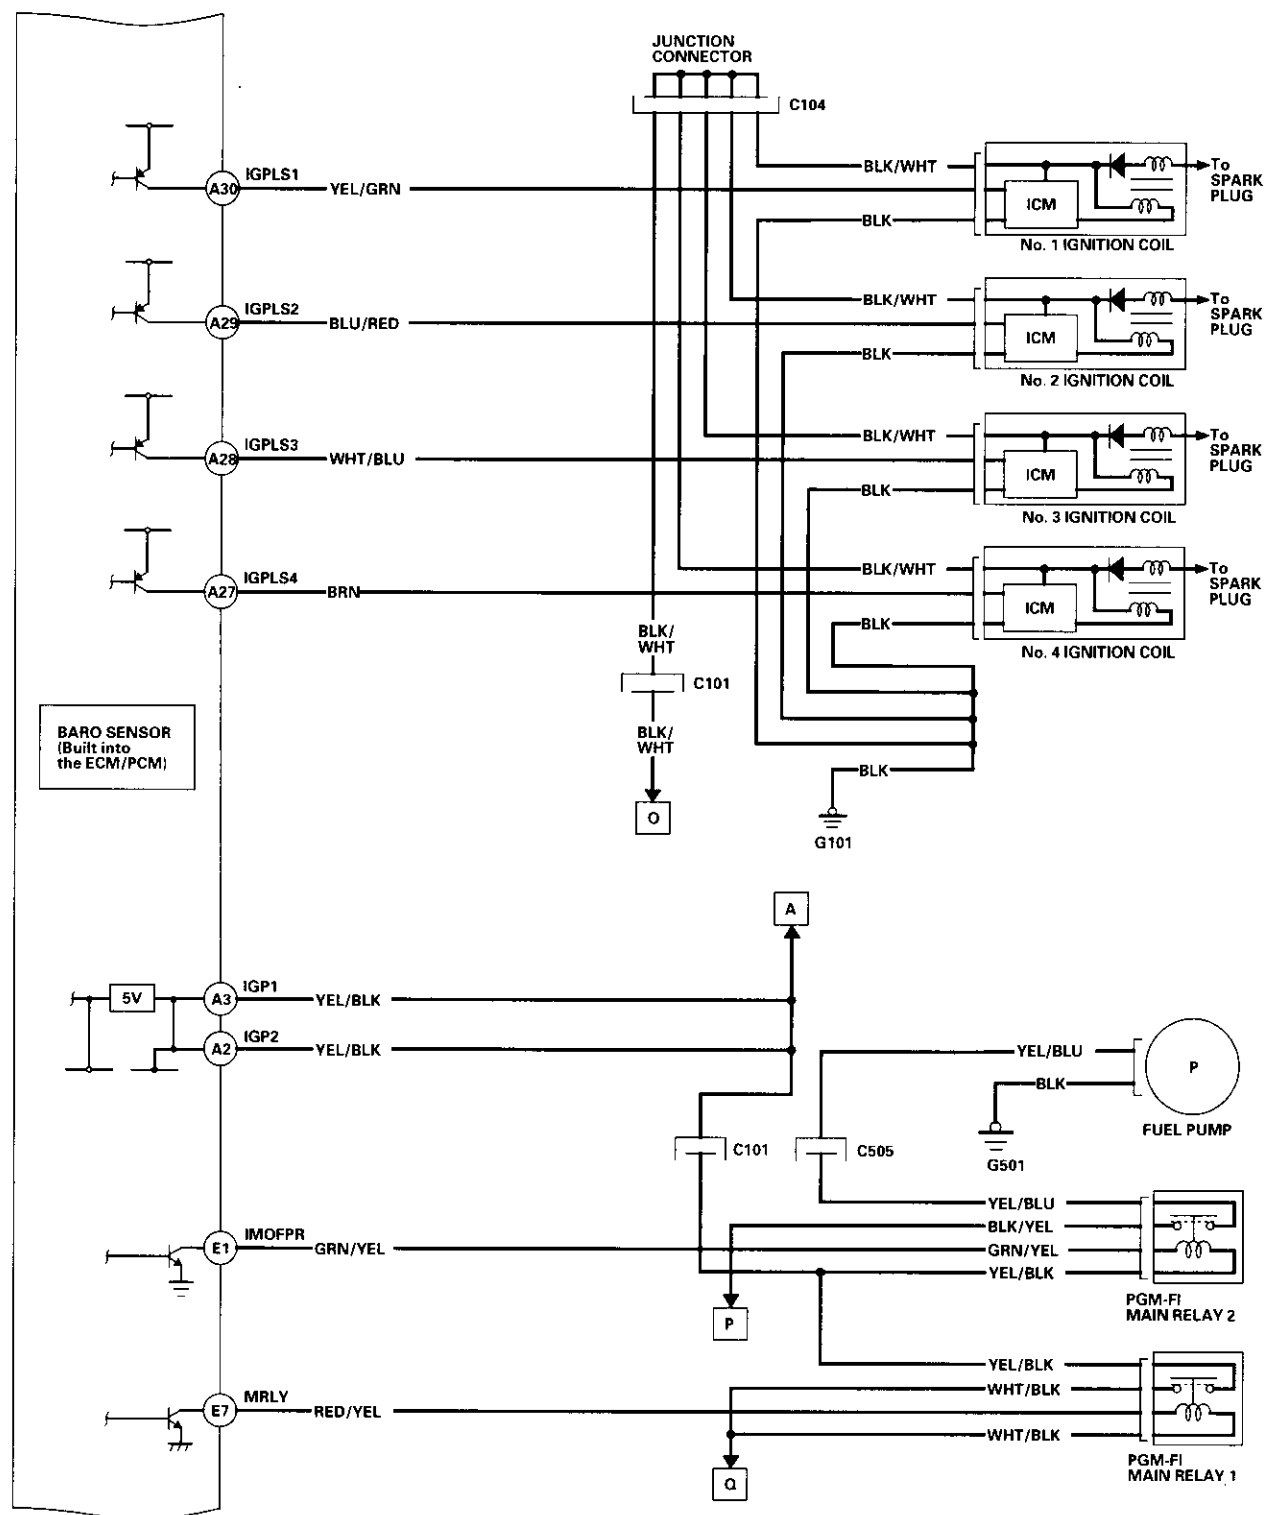 JUNCTION
CONNECTOR
C104
IGPLS1
A30
YEL/GRN
BLK/WHT
BLK
ICM
To
SPARK
PLUG
No. 1 IGNITION COIL
IGPLS2
A29
BLU/RED
BLK/WHT
BLK
ICM
To
SPARK
PLUG
No. 2 IGNITION COIL
IGPLS3
A28
WHT/BLU
BLK/WHT
BLK
ICM
To
SPARK
PLUG
No. 3 IGNITION COIL
IGPLS4
A27
BRN
BLK/WHT
BLK
ICM
To
SPARK
PLUG
No. 4 IGNITION COIL
BLK/
WHT
C101
BLK/
WHT
O
BLK
G101
BARO SENSOR
(Built into
the ECM/PCM)
A
5V
A3
IGP1
YEL/BLK
A2
IGP2
YEL/BLK
YEL/BLU
BLK
P
FUEL PUMP
G501
C101
C505
E1
IMOFPR
GRN/YEL
YEL/BLU
BLK/YEL
GRN/YEL
YEL/BLK
PGM-FI
MAIN RELAY 2
P
E7
MRLY
RED/YEL
YEL/BLK
WHT/BLK
WHT/BLK
PGM-FI
MAIN RELAY 1
Q